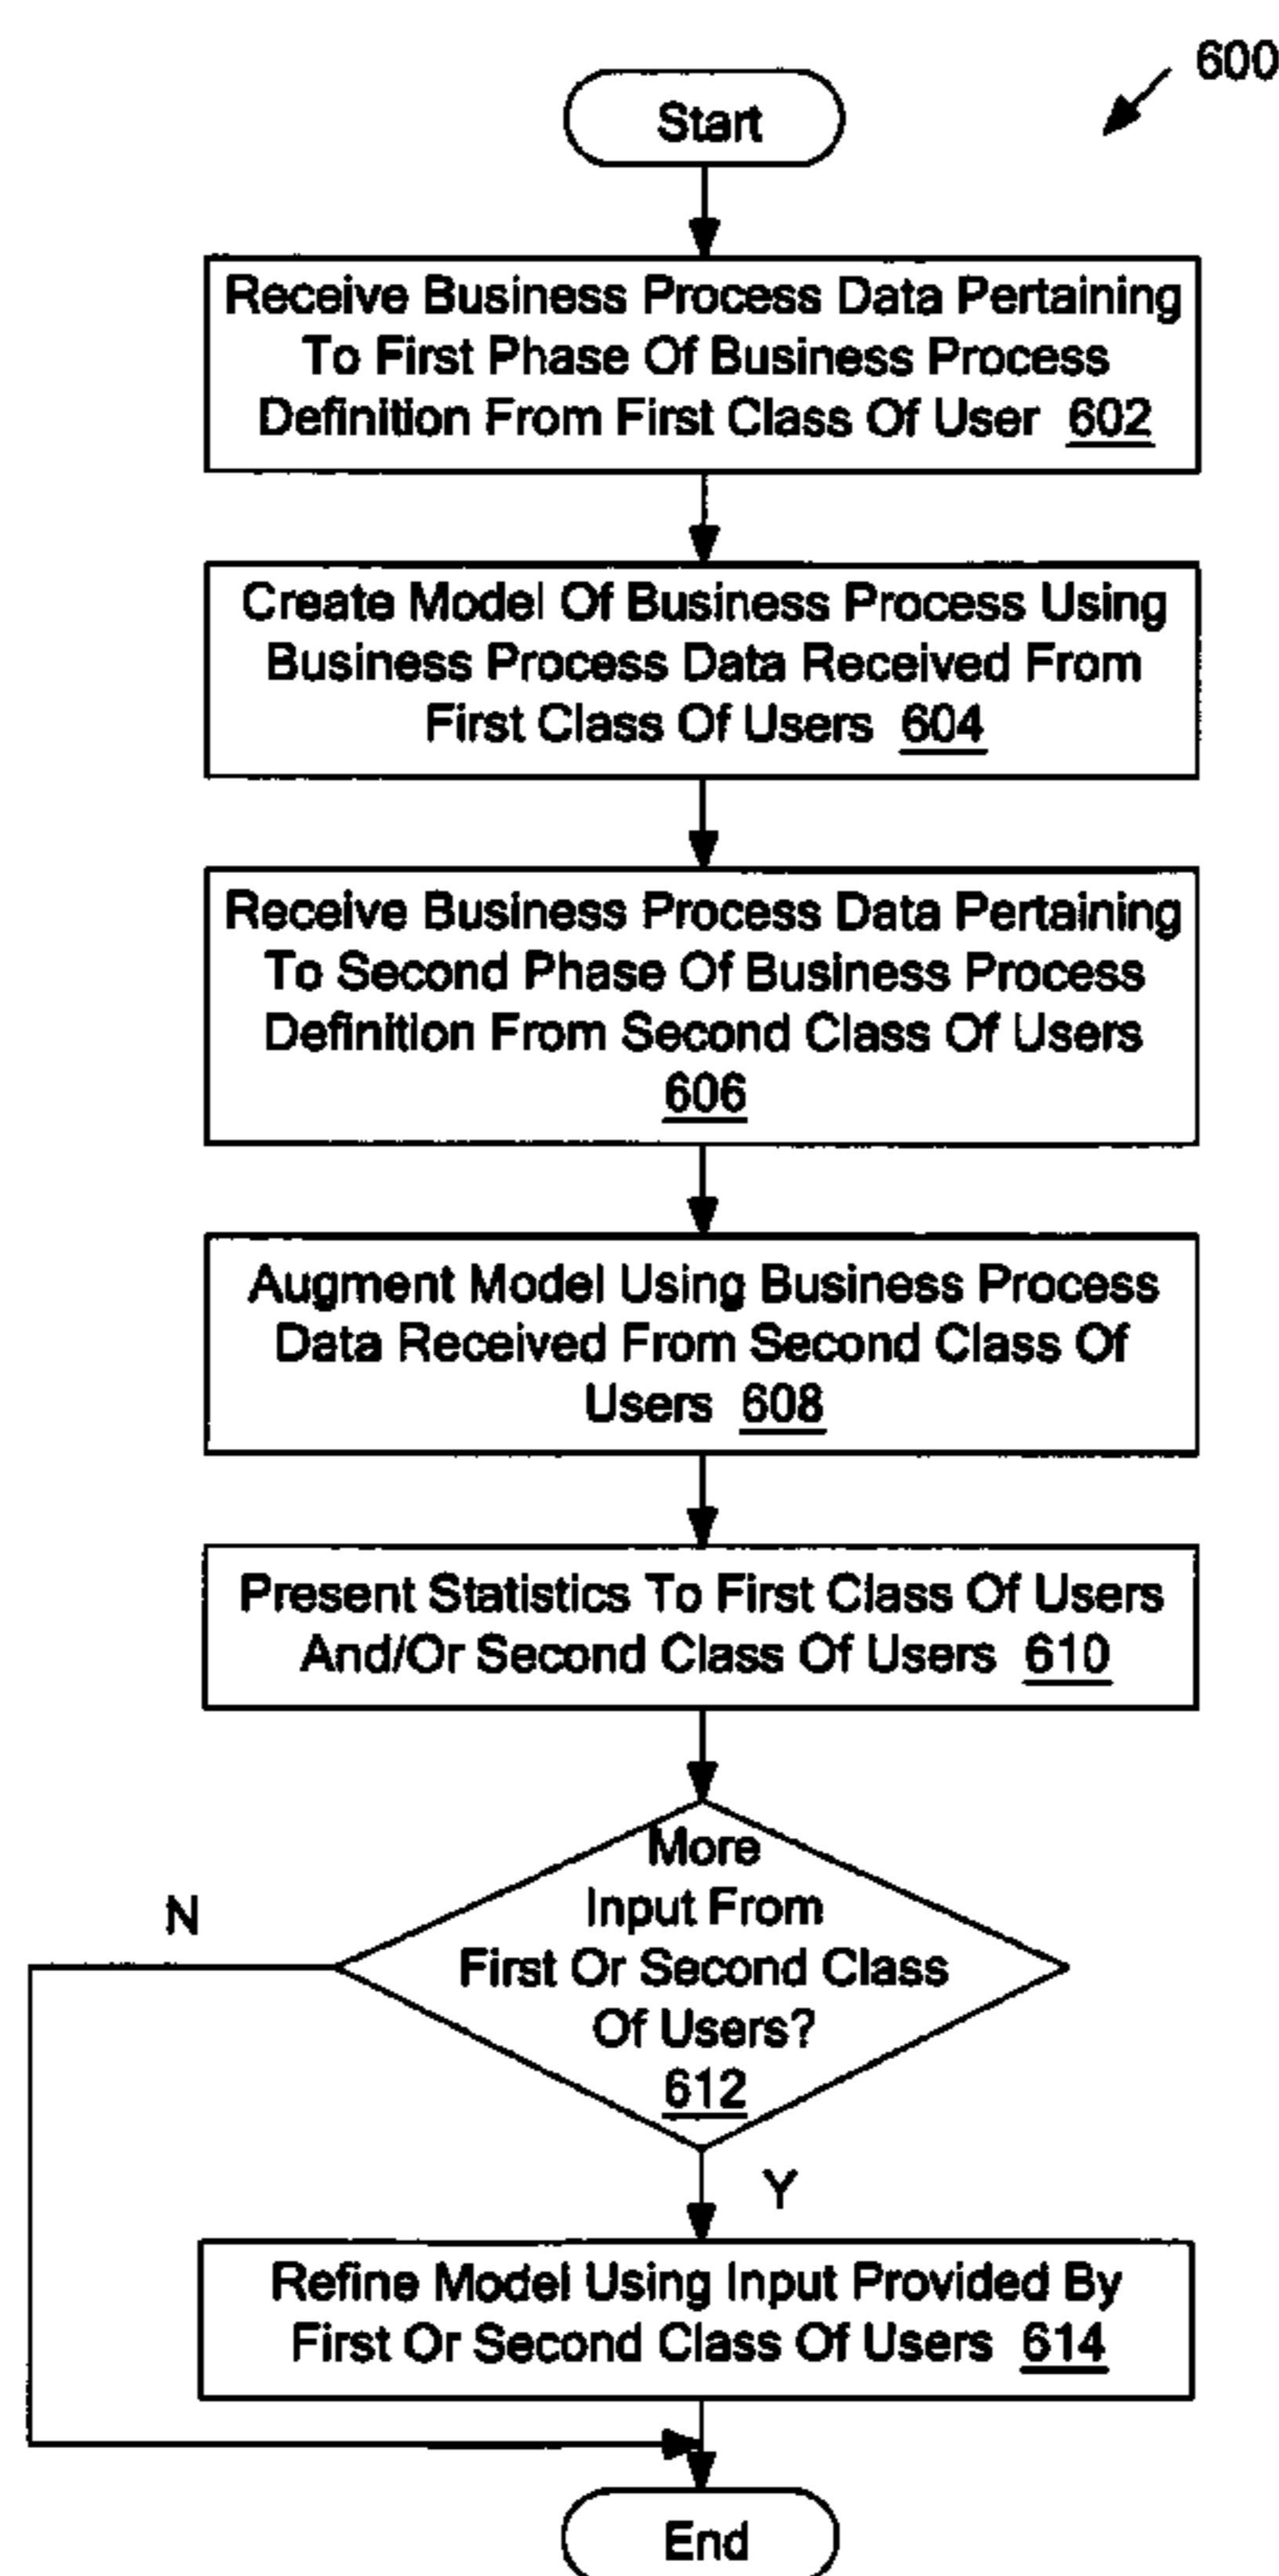 600
Start
Receive Business Process Data Pertaining
To First Phase Of Business Process
Definition From First Class Of User 602
Create Model Of Business Process Using
Business Process Data Received From
First Class Of Users 604
Receive Business Process Data Pertaining
To Second Phase Of Business Process
Definition From Second Class Of Users
606
Augment Model Using Business Process
Data Received From Second Class Of
Users 608
Present Statistics To First Class Of Users
And/Or Second Class Of Users 610
More
Input From
First Or Second Class
Of Users?
612
N
Y
Refine Model Using Input Provided By
First Or Second Class Of Users 614
End